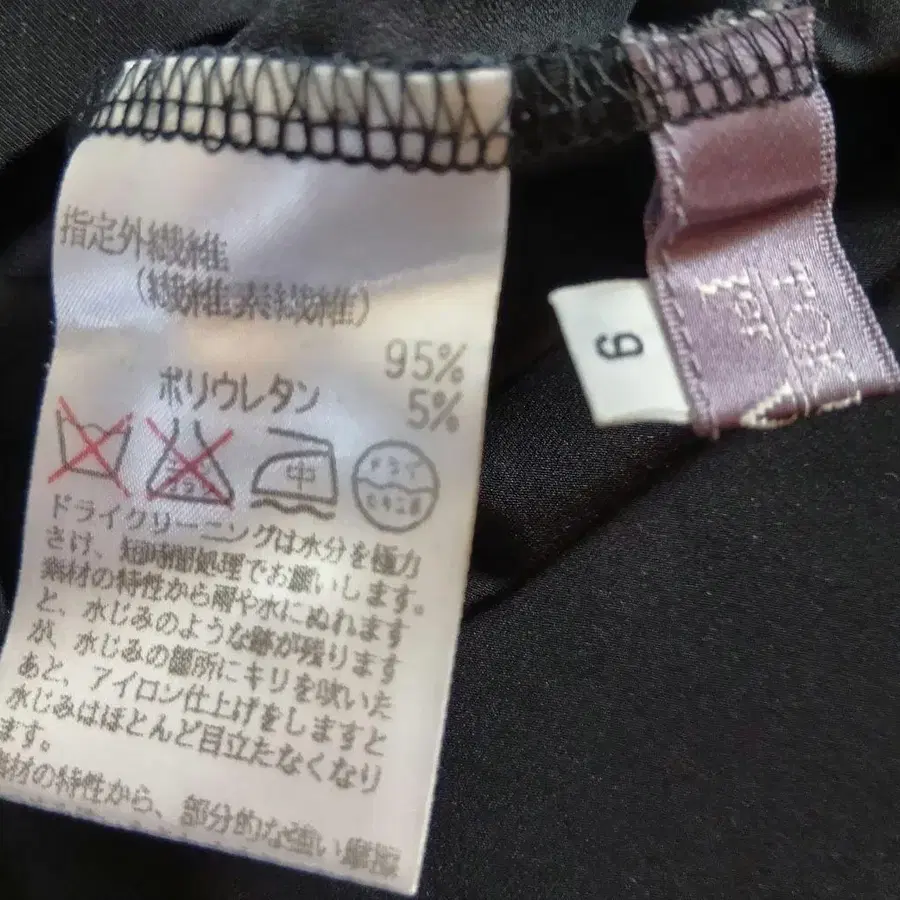 指定外繊維
（繊維素繊維）
95%
ポリウレタン 5%
中
ドライ
セキユ系
ドライクリーニングは水分を極力
さけ、短時間処理でお願いします。
素材の特性から雨や水にぬれます
と、水じみのような跡が残ります
が、水じみの箇所にキリを吹いた
あと、アイロン仕上げをしますと
水じみはほとんど目立たなくなり
ます。
素材の特性から、部分的な強い摩擦
9
TOK